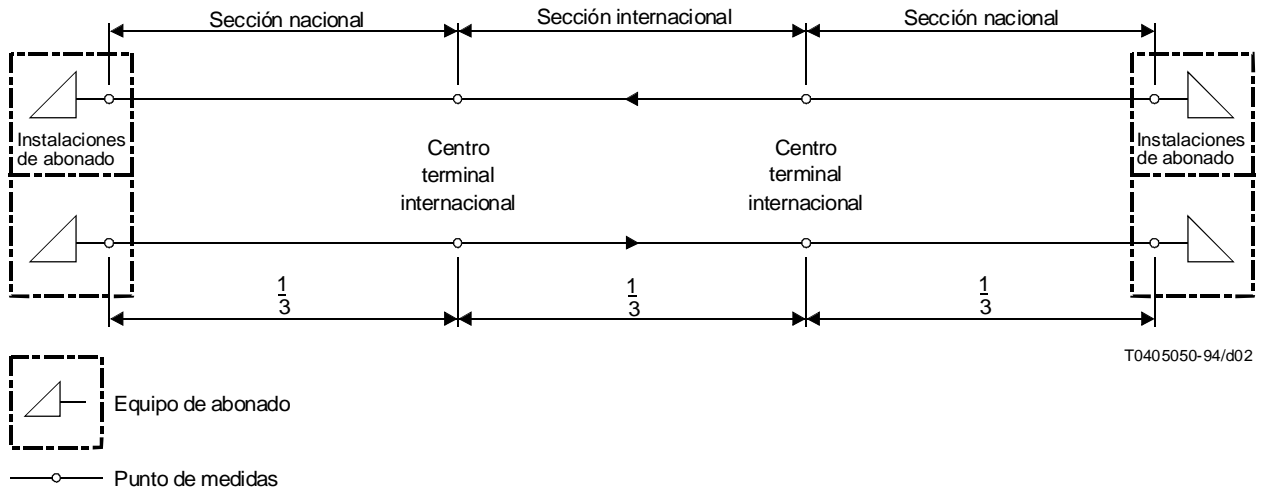 Sección nacional
Sección internacional
Sección nacional
Instalaciones
de abonado
Centro
terminal
internacional
Centro
terminal
internacional
Instalaciones
de abonado
1
3
1
3
1
3
T0405050-94/d02
Equipo de abonado
Punto de medidas